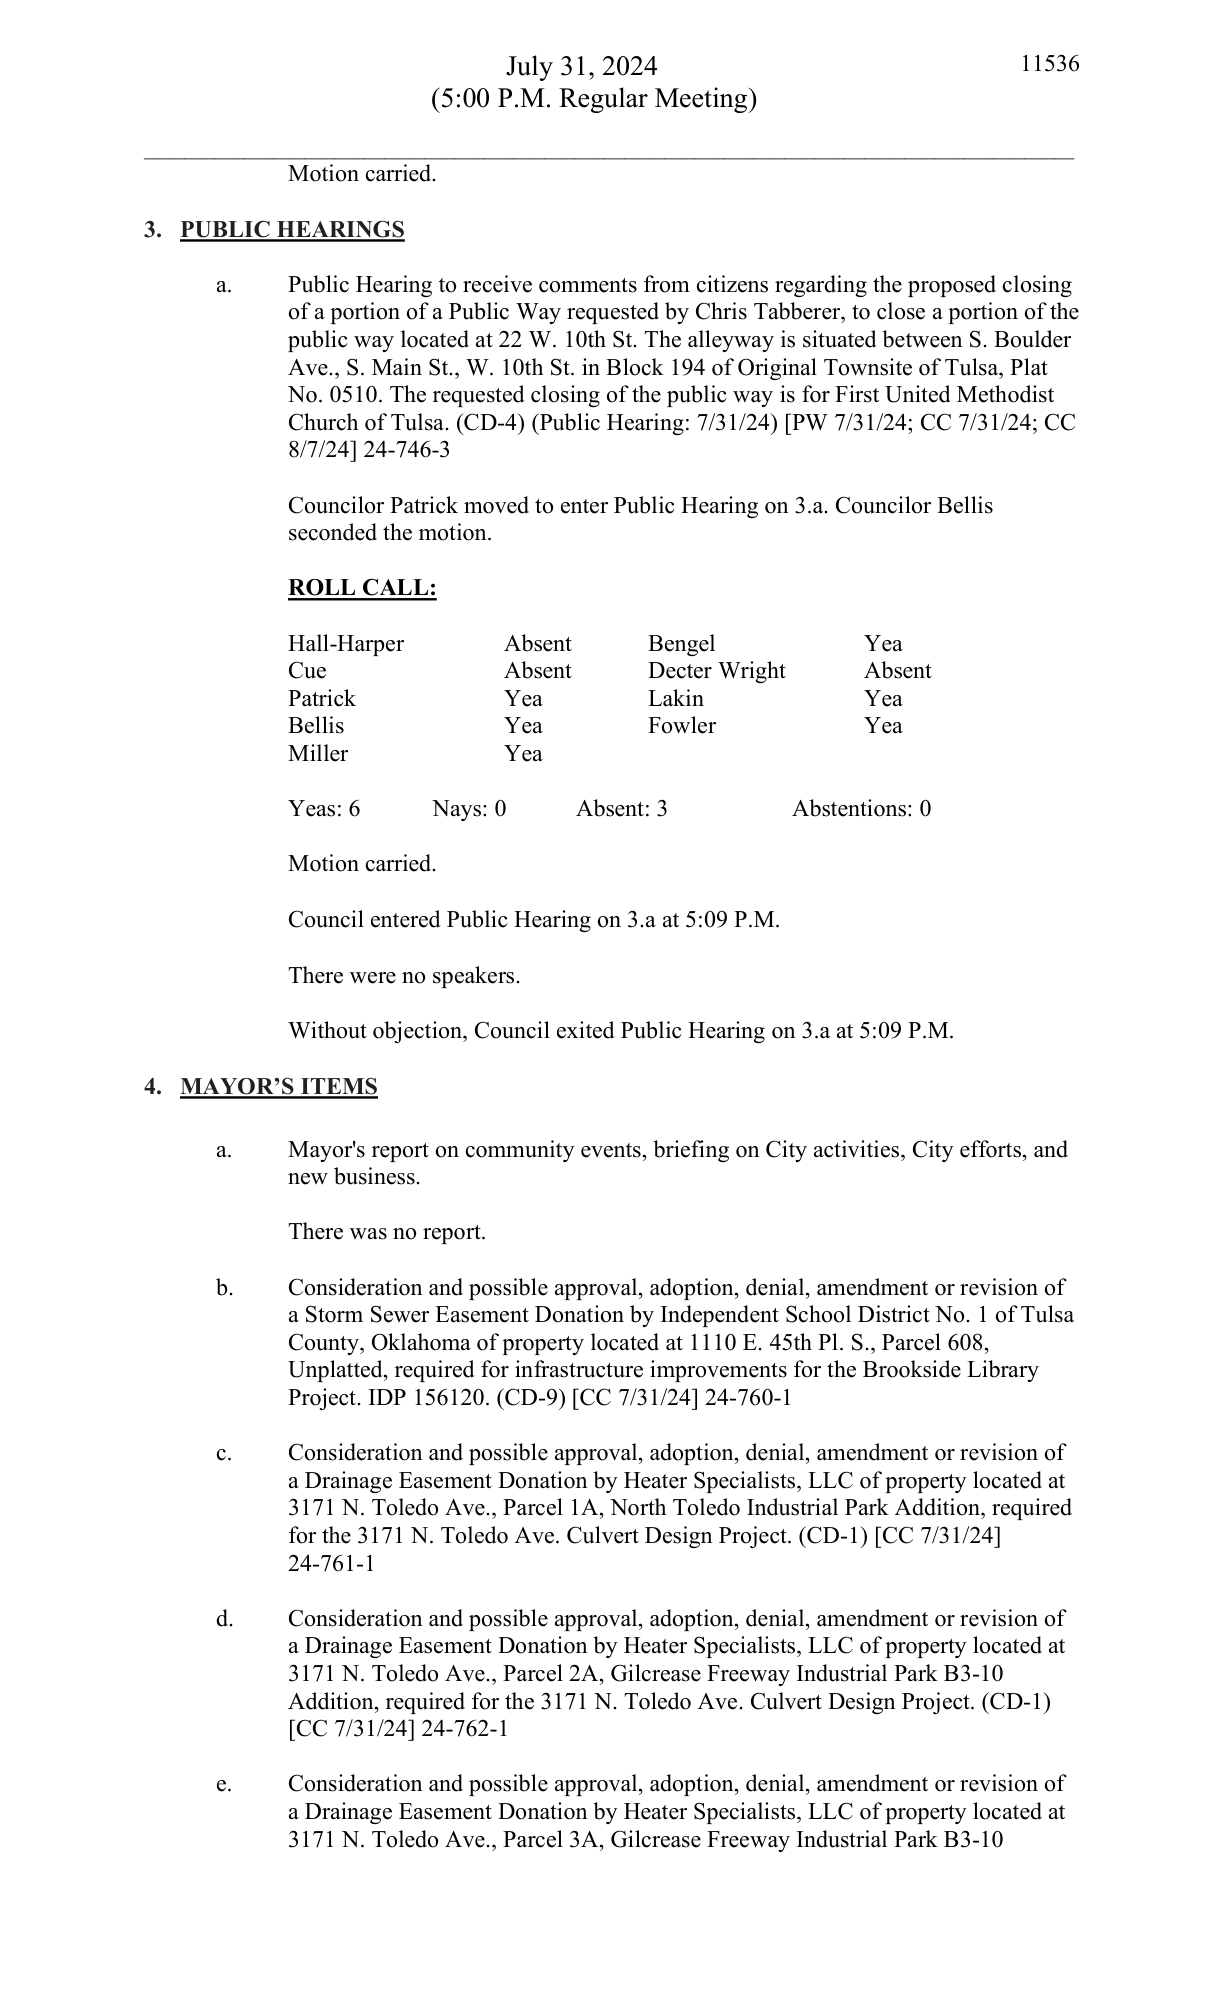 July 31, 2024
11536
(5:00 P.M. Regular Meeting)
Motion carried.
3. PUBLIC HEARINGS
a. Public Hearing to receive comments from citizens regarding the proposed closing
of a portion of a Public Way requested by Chris Tabberer, to close a portion of the
public way located at 22 W. 10th St. The alleyway is situated between S. Boulder
Ave., S. Main St., W. 10th St. in Block 194 of Original Townsite of Tulsa, Plat
No. 0510. The requested closing of the public way is for First United Methodist
Church of Tulsa. (CD-4) (Public Hearing: 7/31/24) [PW 7/31/24; CC 7/31/24; CC
8/7/24] 24-746-3
Councilor Patrick moved to enter Public Hearing on 3.a. Councilor Bellis
seconded the motion.
ROLL CALL:
Hall-Harper Absent Bengel Yea
Cue Absent Decter Wright Absent
Patrick Yea Lakin Yea
Bellis Yea Fowler Yea
Miller Yea
Yeas: 6 Nays: 0 Absent: 3 Abstentions: 0
Motion carried.
Council entered Public Hearing on 3.a at 5:09 P.M.
There were no speakers.
Without objection, Council exited Public Hearing on 3.a at 5:09 P.M.
4. MAYOR’S ITEMS
a. Mayor's report on community events, briefing on City activities, City efforts, and
new business.
There was no report.
b. Consideration and possible approval, adoption, denial, amendment or revision of
a Storm Sewer Easement Donation by Independent School District No. 1 of Tulsa
County, Oklahoma of property located at 1110 E. 45th Pl. S., Parcel 608,
Unplatted, required for infrastructure improvements for the Brookside Library
Project. IDP 156120. (CD-9) [CC 7/31/24] 24-760-1
c. Consideration and possible approval, adoption, denial, amendment or revision of
a Drainage Easement Donation by Heater Specialists, LLC of property located at
3171 N. Toledo Ave., Parcel 1A, North Toledo Industrial Park Addition, required
for the 3171 N. Toledo Ave. Culvert Design Project. (CD-1) [CC 7/31/24]
24-761-1
d. Consideration and possible approval, adoption, denial, amendment or revision of
a Drainage Easement Donation by Heater Specialists, LLC of property located at
3171 N. Toledo Ave., Parcel 2A, Gilcrease Freeway Industrial Park B3-10
Addition, required for the 3171 N. Toledo Ave. Culvert Design Project. (CD-1)
[CC 7/31/24] 24-762-1
e. Consideration and possible approval, adoption, denial, amendment or revision of
a Drainage Easement Donation by Heater Specialists, LLC of property located at
3171 N. Toledo Ave., Parcel 3A, Gilcrease Freeway Industrial Park B3-10